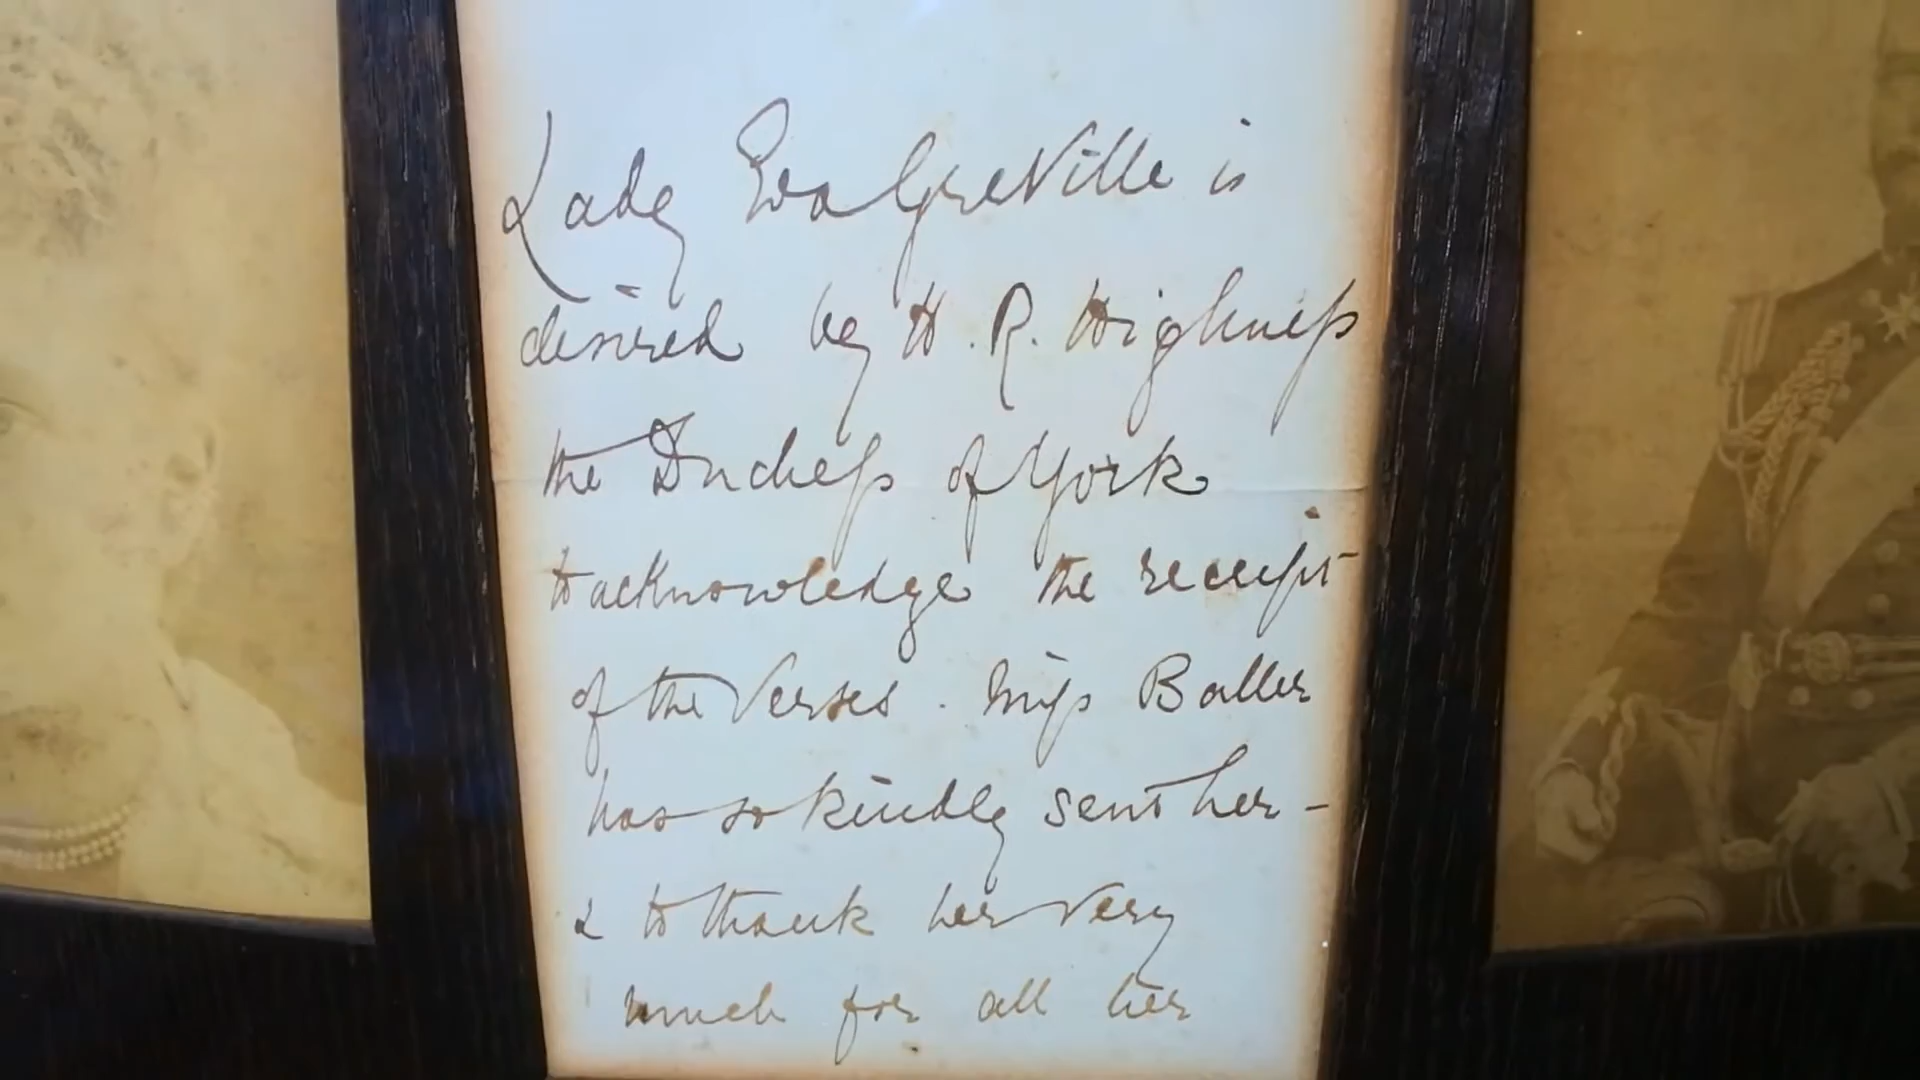 Lady Eva Greville is
desired by H. R. Highness
the Duchess of York
to acknowledge the receipt
of the Verses. Miss Baller
has so kindly sent her -
& to thank her very
much for all her